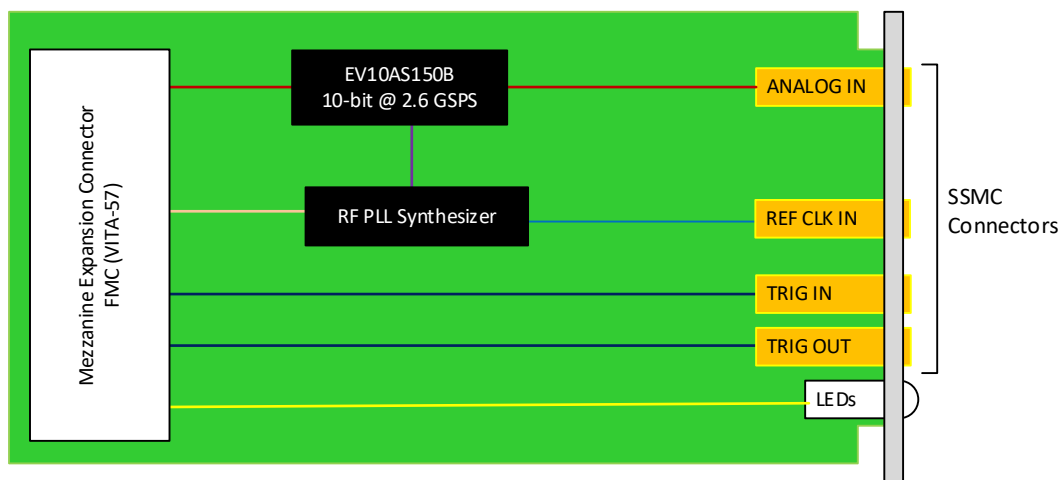 Mezzanine Expansion Connector
FMC (VITA-57)
EV10AS150B
10-bit @ 2.6 GSPS
RF PLL Synthesizer
ANALOG IN
REF CLK IN
TRIG IN
TRIG OUT
LEDs
SSMC
Connectors